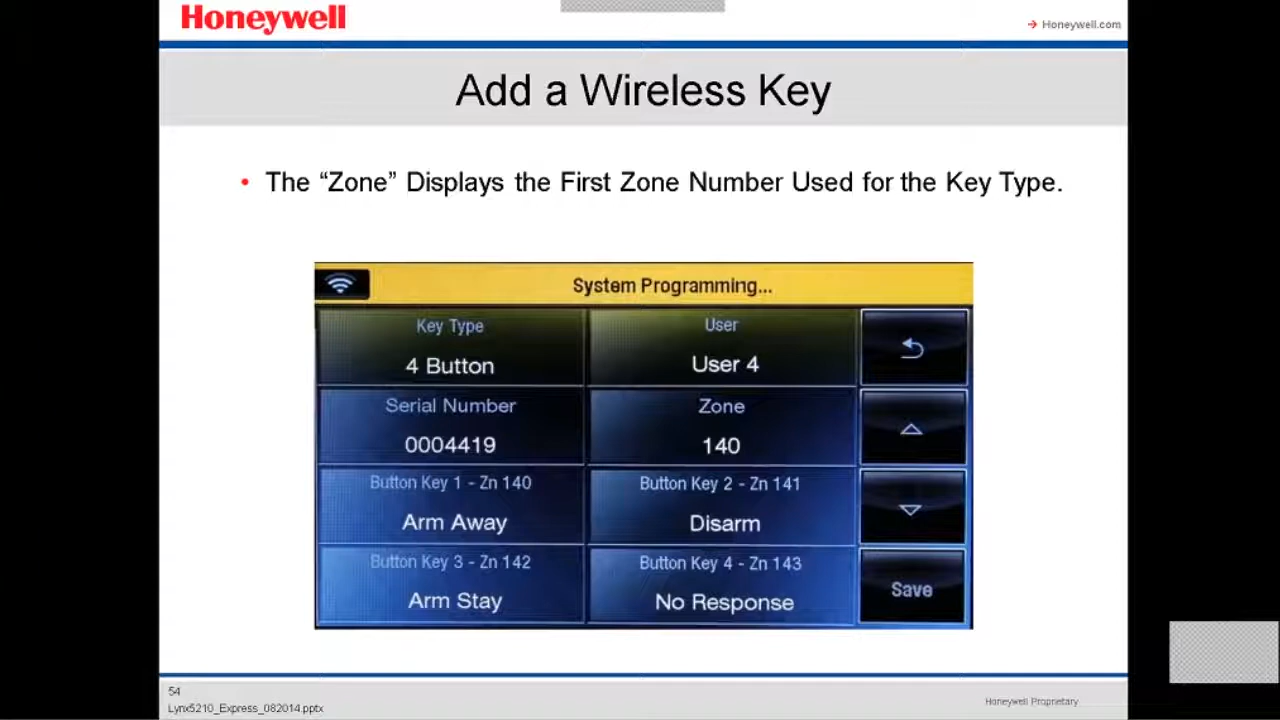 Honeywell
Honeywell.com
Add a Wireless Key
• The “Zone” Displays the First Zone Number Used for the Key Type.
System Programming...
Key Type
4 Button
User
User 4
Serial Number
0004419
Zone
140
Button Key 1 - Zn 140
Arm Away
Button Key 2 - Zn 141
Disarm
Button Key 3 - Zn 142
Arm Stay
Button Key 4 - Zn 143
No Response
Save
54
Lynx5210_Express_082014.pptx
Honeywell Proprietary